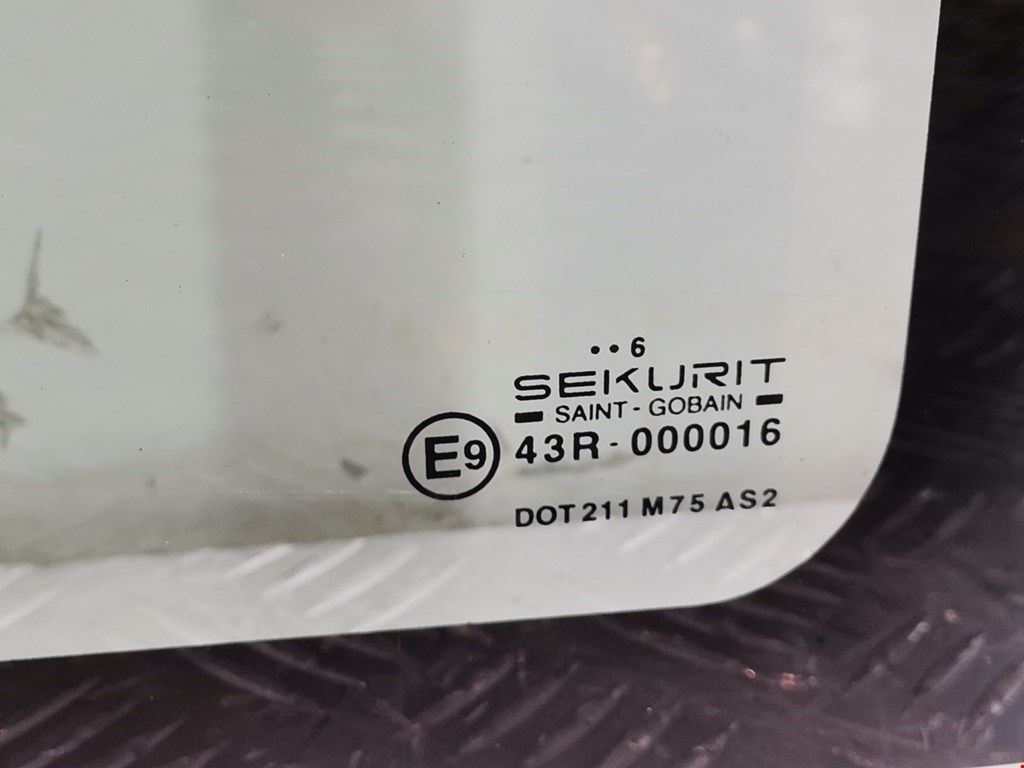 ••6
SEKURIT
SAINT-GOBAIN
E9 43R-000016
DOT 211 M75 AS2